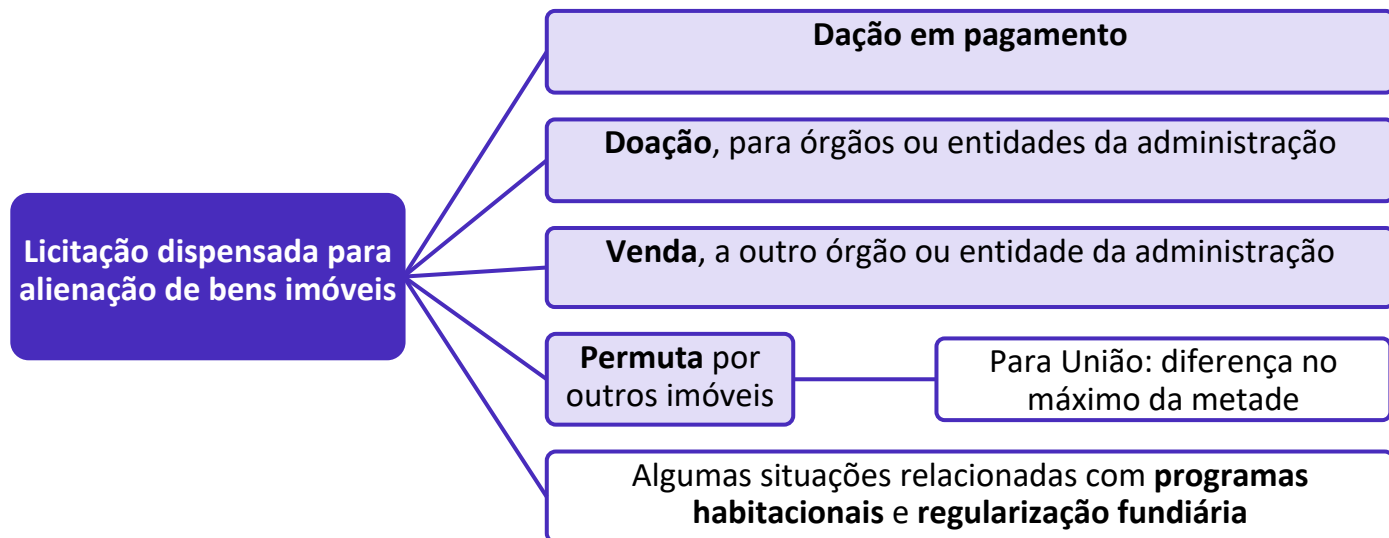 Licitação dispensada para
alienação de bens imóveis
Dação em pagamento
Doação, para órgãos ou entidades da administração
Venda, a outro órgão ou entidade da administração
Permuta por
outros imóveis
Para União: diferença no
máximo da metade
Algumas situações relacionadas com programas
habitacionais e regularização fundiária